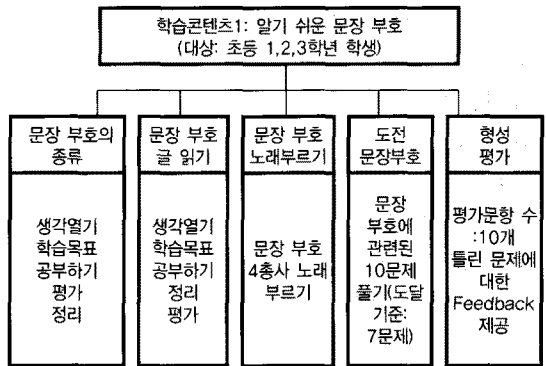 학습콘텐츠1: 알기 쉬운 문장 부호
(대상: 초등 1,2,3학년 학생)
문장 부호의
종류
생각열기
학습목표
공부하기
평가
정리
문장 부호
글 읽기
생각열기
학습목표
공부하기
정리
평가
문장 부호
노래부르기
문장 부호
4총사 노래
부르기
도전
문장부호
문장
부호에
관련된
10문제
풀기(도달
기준:
7문제)
형성
평가
평가문항 수
:10개
틀린 문제에
대한
Feedback
제공